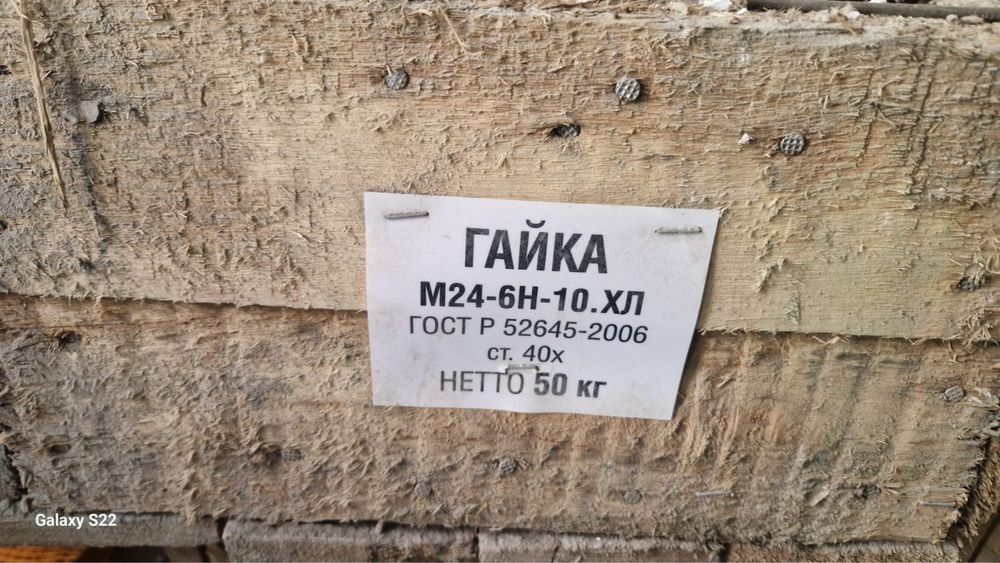 ГАЙКА
М24-6Н-10.ХЛ
ГОСТ Р 52645-2006
ст. 40х
НЕТТО 50 кг
Galaxy S22